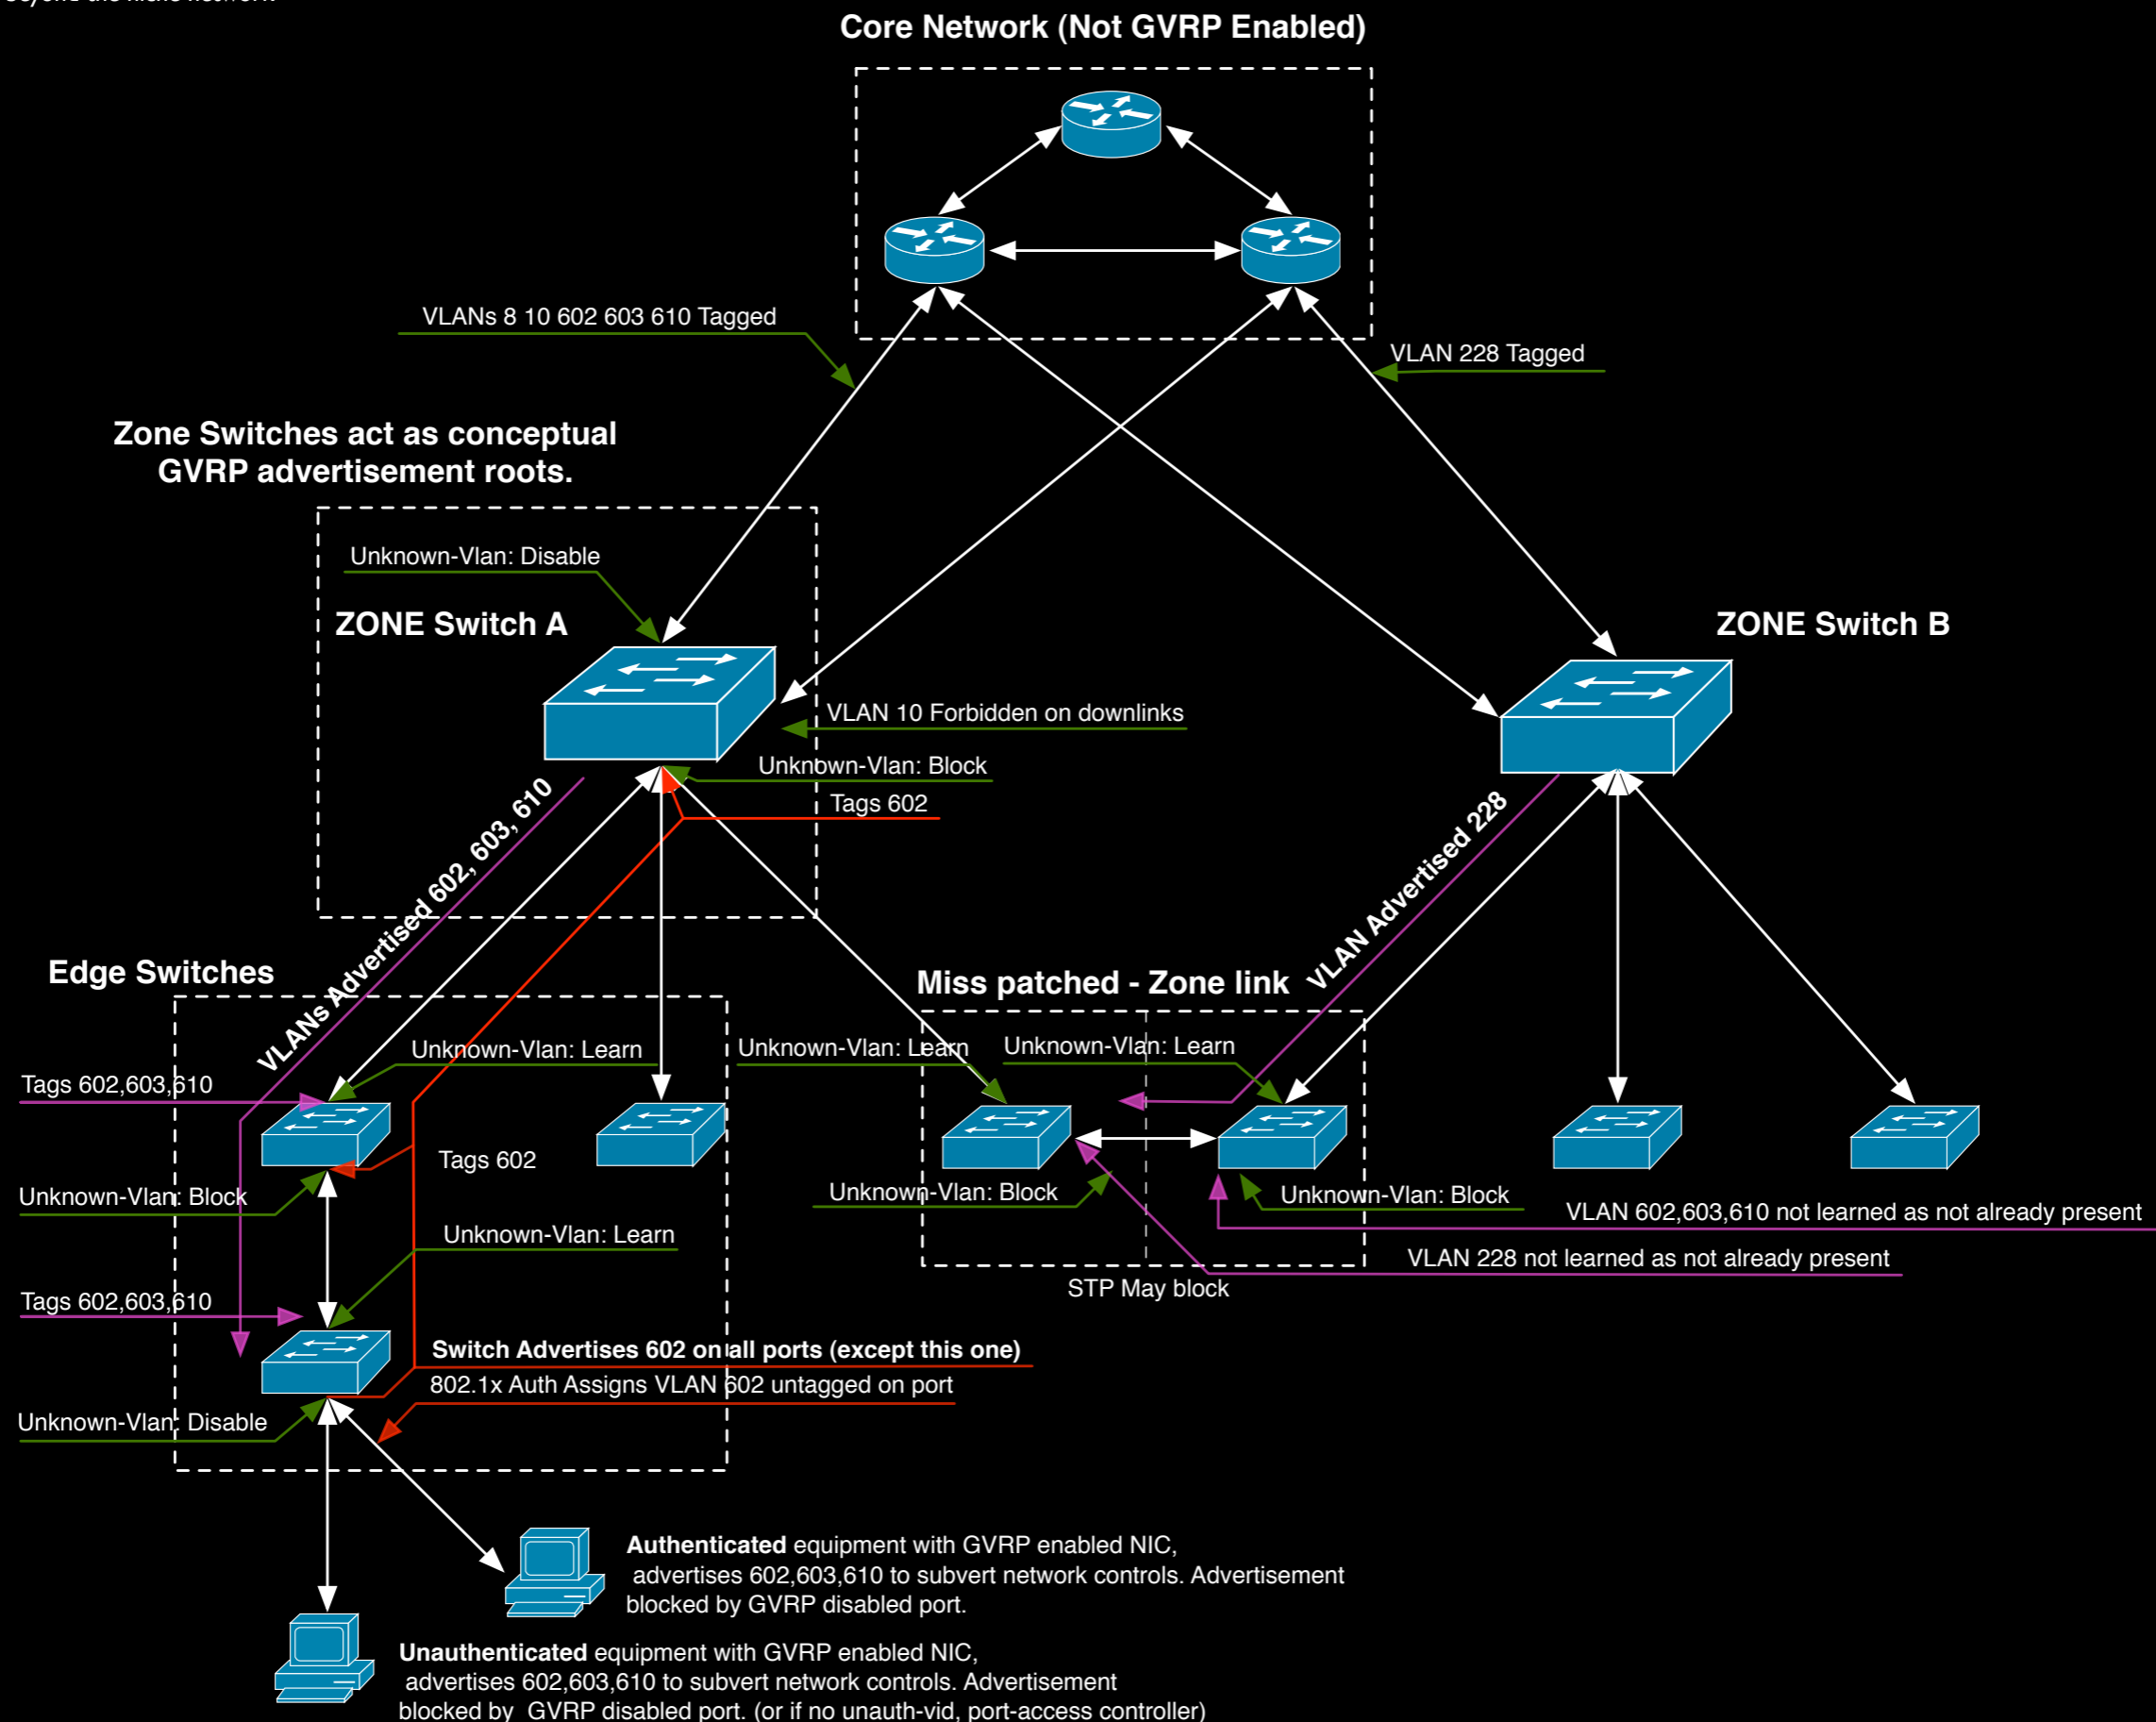 Core Network (Not GVRP Enabled)
VLANs 8 10 602 603 610 Tagged
VLAN 228 Tagged
Zone Switches act as conceptual
GVRP advertisement roots.
Unknown-Vlan: Disable
ZONE Switch A
ZONE Switch B
VLAN 10 Forbidden on downlinks
Unknown-Vlan: Block
Tags 602
VLANs Advertised 602, 603, 610
VLAN Advertised 228
Edge Switches
Miss patched - Zone link
Unknown-Vlan: Learn
Unknown-Vlan: Learn
Unknown-Vlan: Learn
Tags 602,603,610
Tags 602
Unknown-Vlan: Block
Unknown-Vlan: Block
Unknown-Vlan: Block
VLAN 602,603,610 not learned as not already present
Unknown-Vlan: Learn
VLAN 228 not learned as not already present
STP May block
Tags 602,603,610
Switch Advertises 602 on all ports (except this one)
802.1x Auth Assigns VLAN 602 untagged on port
Unknown-Vlan: Disable
Authenticated equipment with GVRP enabled NIC,
advertises 602,603,610 to subvert network controls. Advertisement
blocked by GVRP disabled port.
Unauthenticated equipment with GVRP enabled NIC,
advertises 602,603,610 to subvert network controls. Advertisement
blocked by GVRP disabled port. (or if no unauth-vid, port-access controller)